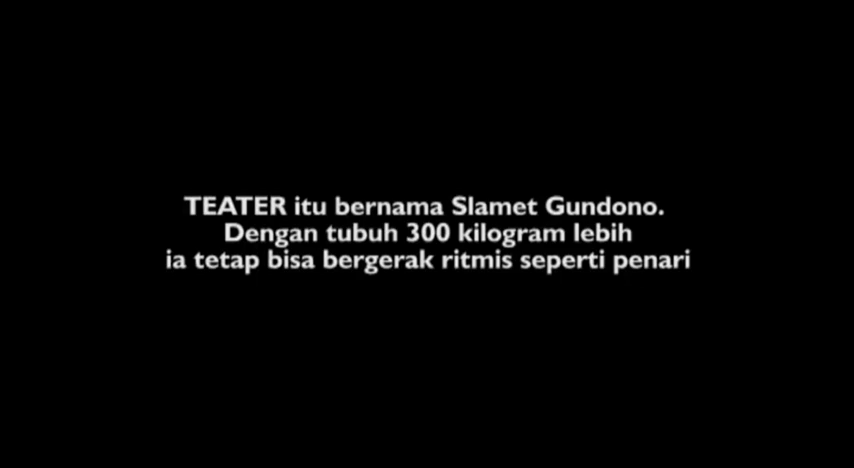 TEATER itu bernama Slamet Gundono.
Dengan tubuh 300 kilogram lebih
ia tetap bisa bergerak ritmis seperti penari